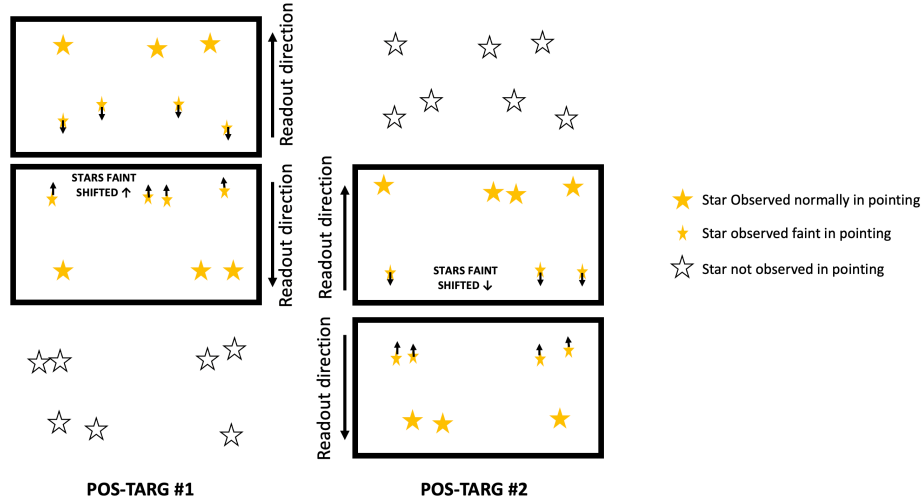 Readout direction
STARS FAINT
SHIFTED ↑
Readout direction
POS-TARG #1
Readout direction
STARS FAINT
SHIFTED ↓
Readout direction
POS-TARG #2
Star Observed normally in pointing
Star observed faint in pointing
Star not observed in pointing